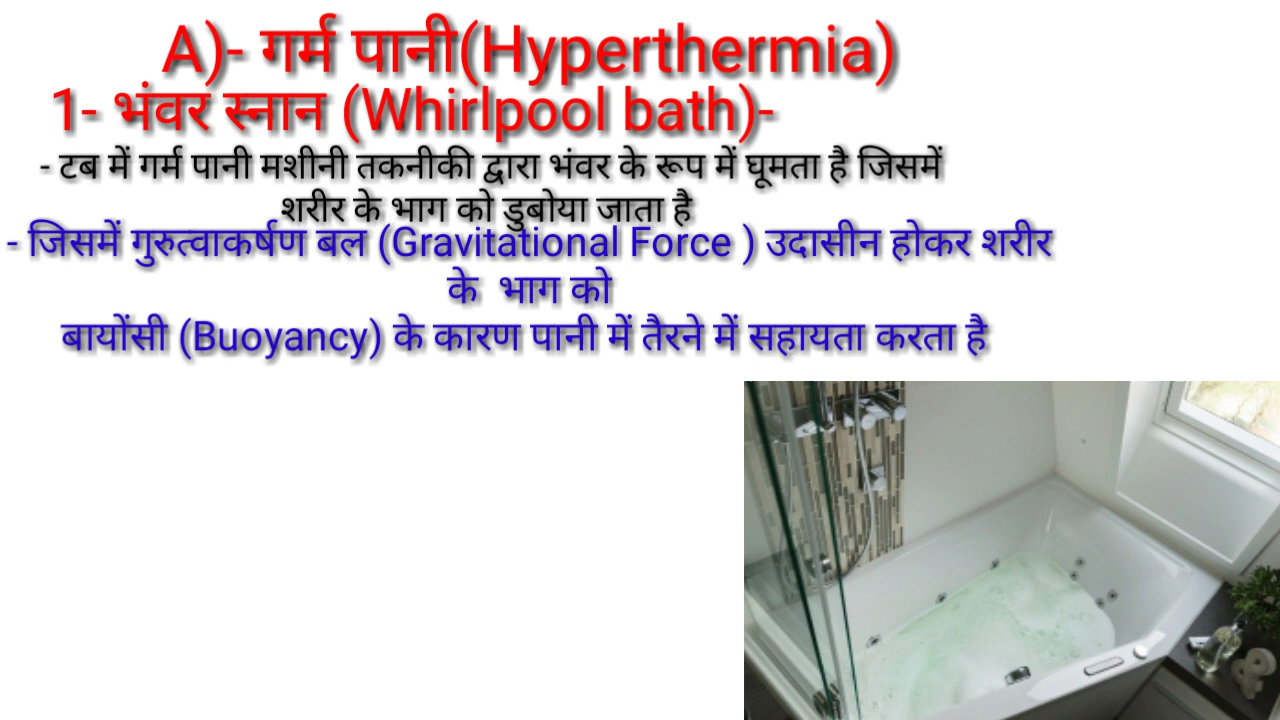 A)- गर्म पानी(Hyperthermia)
1- भंवर स्नान (Whirlpool bath)-
- टब में गर्म पानी मशीनी तकनीकी द्वारा भंवर के रूप में घूमता है जिसमें
शरीर के भाग को डुबोया जाता है
- जिसमें गुरुत्वाकर्षण बल (Gravitational Force ) उदासीन होकर शरीर
के भाग को
बायोंसी (Buoyancy) के कारण पानी में तैरने में सहायता करता है